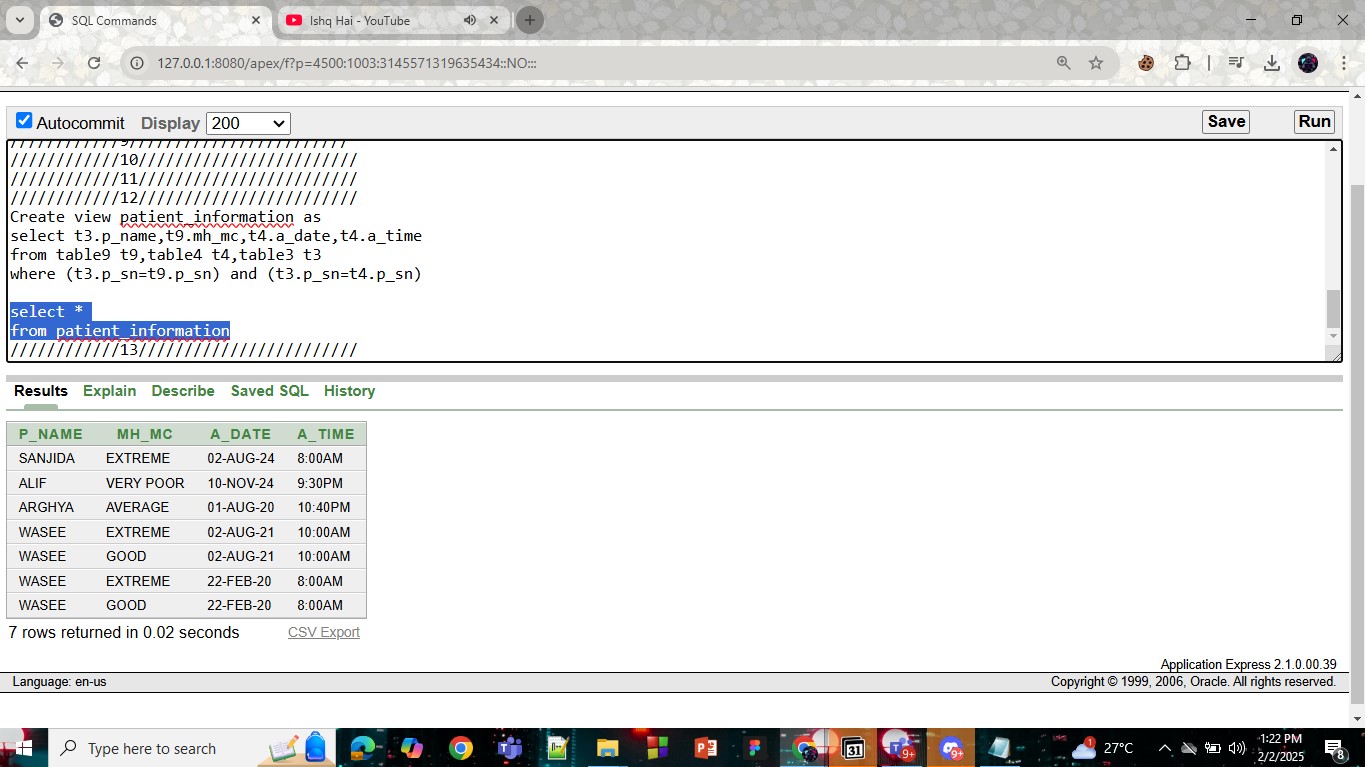 SQL Commands
Ishq Hai - YouTube
127.0.0.1:8080/apex/f?p=4500:1003:3145571319635434::NO:::
Autocommit Display 200 Save Run
////////////9////////////////////////
////////////10////////////////////////
////////////11////////////////////////
////////////12////////////////////////
Create view patient_information as
select t3.p_name,t9.mh_mc,t4.a_date,t4.a_time
from table9 t9,table4 t4,table3 t3
where (t3.p_sn=t9.p_sn) and (t3.p_sn=t4.p_sn)
select *
from patient_information
////////////13////////////////////////
Results Explain Describe Saved SQL History
P_NAME MH_MC A_DATE A_TIME
SANJIDA EXTREME 02-AUG-24 8:00AM
ALIF VERY POOR 10-NOV-24 9:30PM
ARGHYA AVERAGE 01-AUG-20 10:40PM
WASEE EXTREME 02-AUG-21 10:00AM
WASEE GOOD 02-AUG-21 10:00AM
WASEE EXTREME 22-FEB-20 8:00AM
WASEE GOOD 22-FEB-20 8:00AM
7 rows returned in 0.02 seconds CSV Export
Application Express 2.1.0.00.39
Language: en-us Copyright © 1999, 2006, Oracle. All rights reserved.
Type here to search
31
9+
9+
1
27°C
1:22 PM
2/2/2025
8